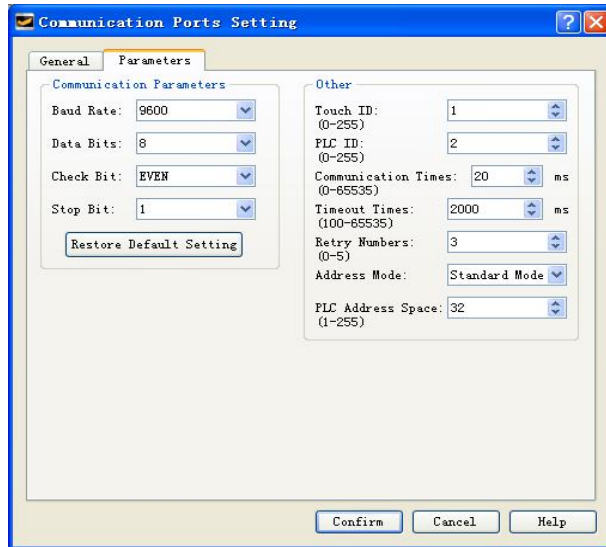 Communication Ports Setting
General
Parameters
Communication Parameters
Baud Rate: 9600
Data Bits: 8
Check Bit: EVEN
Stop Bit: 1
Restore Default Setting
Other
Touch ID: 1
(0-255)
PLC ID: 2
(0-255)
Communication Times: 20 ms
(0-65535)
Timeout Times: 2000 ms
(100-65535)
Retry Numbers: 3
(0-5)
Address Mode: Standard Mode
PLC Address Space: 32
(1-255)
Confirm
Cancel
Help